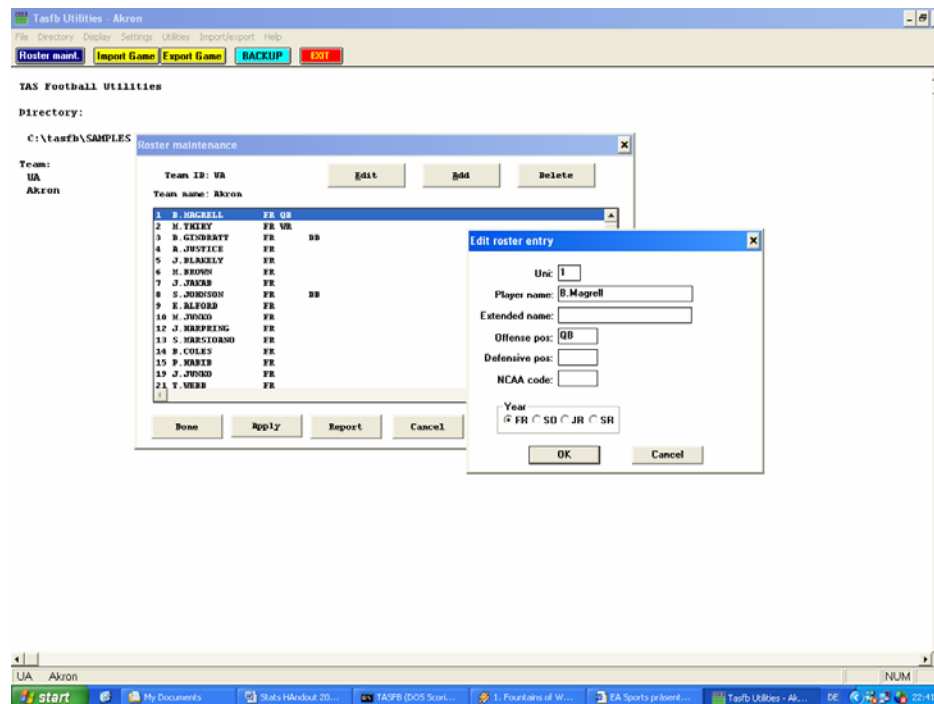 Tasfb Utilities - Akron
File Directory Display Settings Utilities Import/export Help
Roster maint. Import Game Export Game BACKUP EXIT
TAS Football Utilities
Directory:
C:\tasfb\SAMPLES
Team:
UA
Akron
Roster maintenance
Team ID: UA
Edit Add Delete
Team name: Akron
1 B.MAGRELL FR QB
2 M.THIRY FR WR
3 B.GINDRATT FR DB
4 A.JUSTICE FR
5 J.BLAKELY FR
6 M.BROWN FR
7 J.JAKAB FR
8 S.JOHNSON FR DB
9 E.ALFORD FR
10 M.JUNKO FR
12 J.HARPRING FR
13 S.MARSIOANO FR
14 B.COLES FR
15 P.HABIB FR
19 J.JUNKO FR
21 T.WEBB FR
Done Apply Report Cancel
Edit roster entry
Uni: 1
Player name: B.Magrell
Extended name:
Offense pos: QB
Defensive pos:
NCAA code:
Year
FR SO JR SR
OK Cancel
UA Akron NUM
start My Documents Stats HAndout 20... TASFB (DOS Scori... 1. Fountains of W... EA Sports präsent... Tasfb Utilities - Ak... DE 22:41